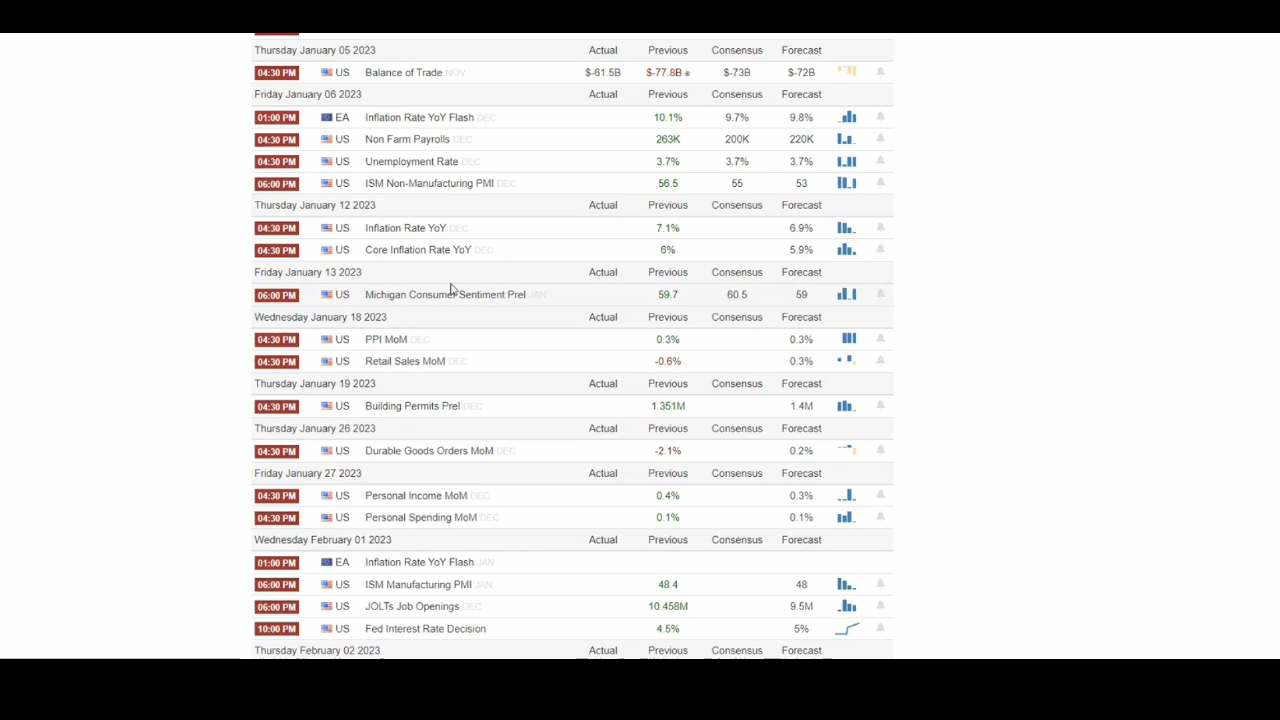 Thursday January 05 2023 Actual Previous Consensus Forecast
04:30 PM US Balance of Trade NOV $-61.5B $-77.8B ® $-73B $-72B
Friday January 06 2023 Actual Previous Consensus Forecast
01:00 PM EA Inflation Rate YoY Flash DEC 10.1% 9.7% 9.8%
04:30 PM US Non Farm Payrolls DEC 263K 200K 220K
04:30 PM US Unemployment Rate DEC 3.7% 3.7% 3.7%
06:00 PM US ISM Non-Manufacturing PMI DEC 56.5 55 53
Thursday January 12 2023 Actual Previous Consensus Forecast
04:30 PM US Inflation Rate YoY DEC 7.1% 6.9%
04:30 PM US Core Inflation Rate YoY DEC 6% 5.9%
Friday January 13 2023 Actual Previous Consensus Forecast
06:00 PM US Michigan Consumer Sentiment Prel JAN 59.7 60.5 59
Wednesday January 18 2023 Actual Previous Consensus Forecast
04:30 PM US PPI MoM DEC 0.3% 0.3%
04:30 PM US Retail Sales MoM DEC -0.6% 0.3%
Thursday January 19 2023 Actual Previous Consensus Forecast
04:30 PM US Building Permits Prel DEC 1.351M 1.4M
Thursday January 26 2023 Actual Previous Consensus Forecast
04:30 PM US Durable Goods Orders MoM DEC -2.1% 0.2%
Friday January 27 2023 Actual Previous Consensus Forecast
04:30 PM US Personal Income MoM DEC 0.4% 0.3%
04:30 PM US Personal Spending MoM DEC 0.1% 0.1%
Wednesday February 01 2023 Actual Previous Consensus Forecast
01:00 PM EA Inflation Rate YoY Flash JAN
06:00 PM US ISM Manufacturing PMI JAN 48.4 48
06:00 PM US JOLTs Job Openings DEC 10.458M 9.5M
10:00 PM US Fed Interest Rate Decision 4.5% 5%
Thursday February 02 2023 Actual Previous Consensus Forecast